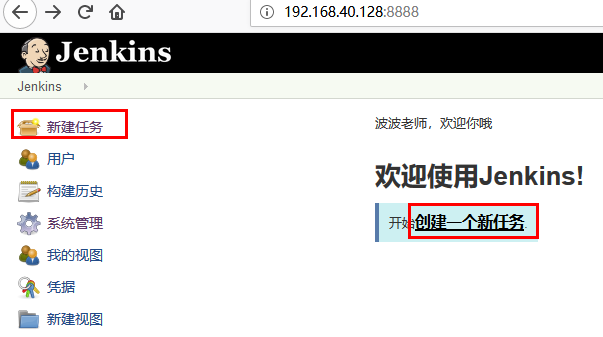 192.168.40.128:8888
Jenkins
Jenkins
新建任务
用户
构建历史
系统管理
我的视图
凭据
新建视图
波波老师，欢迎你哦
欢迎使用Jenkins!
开始创建一个新任务.